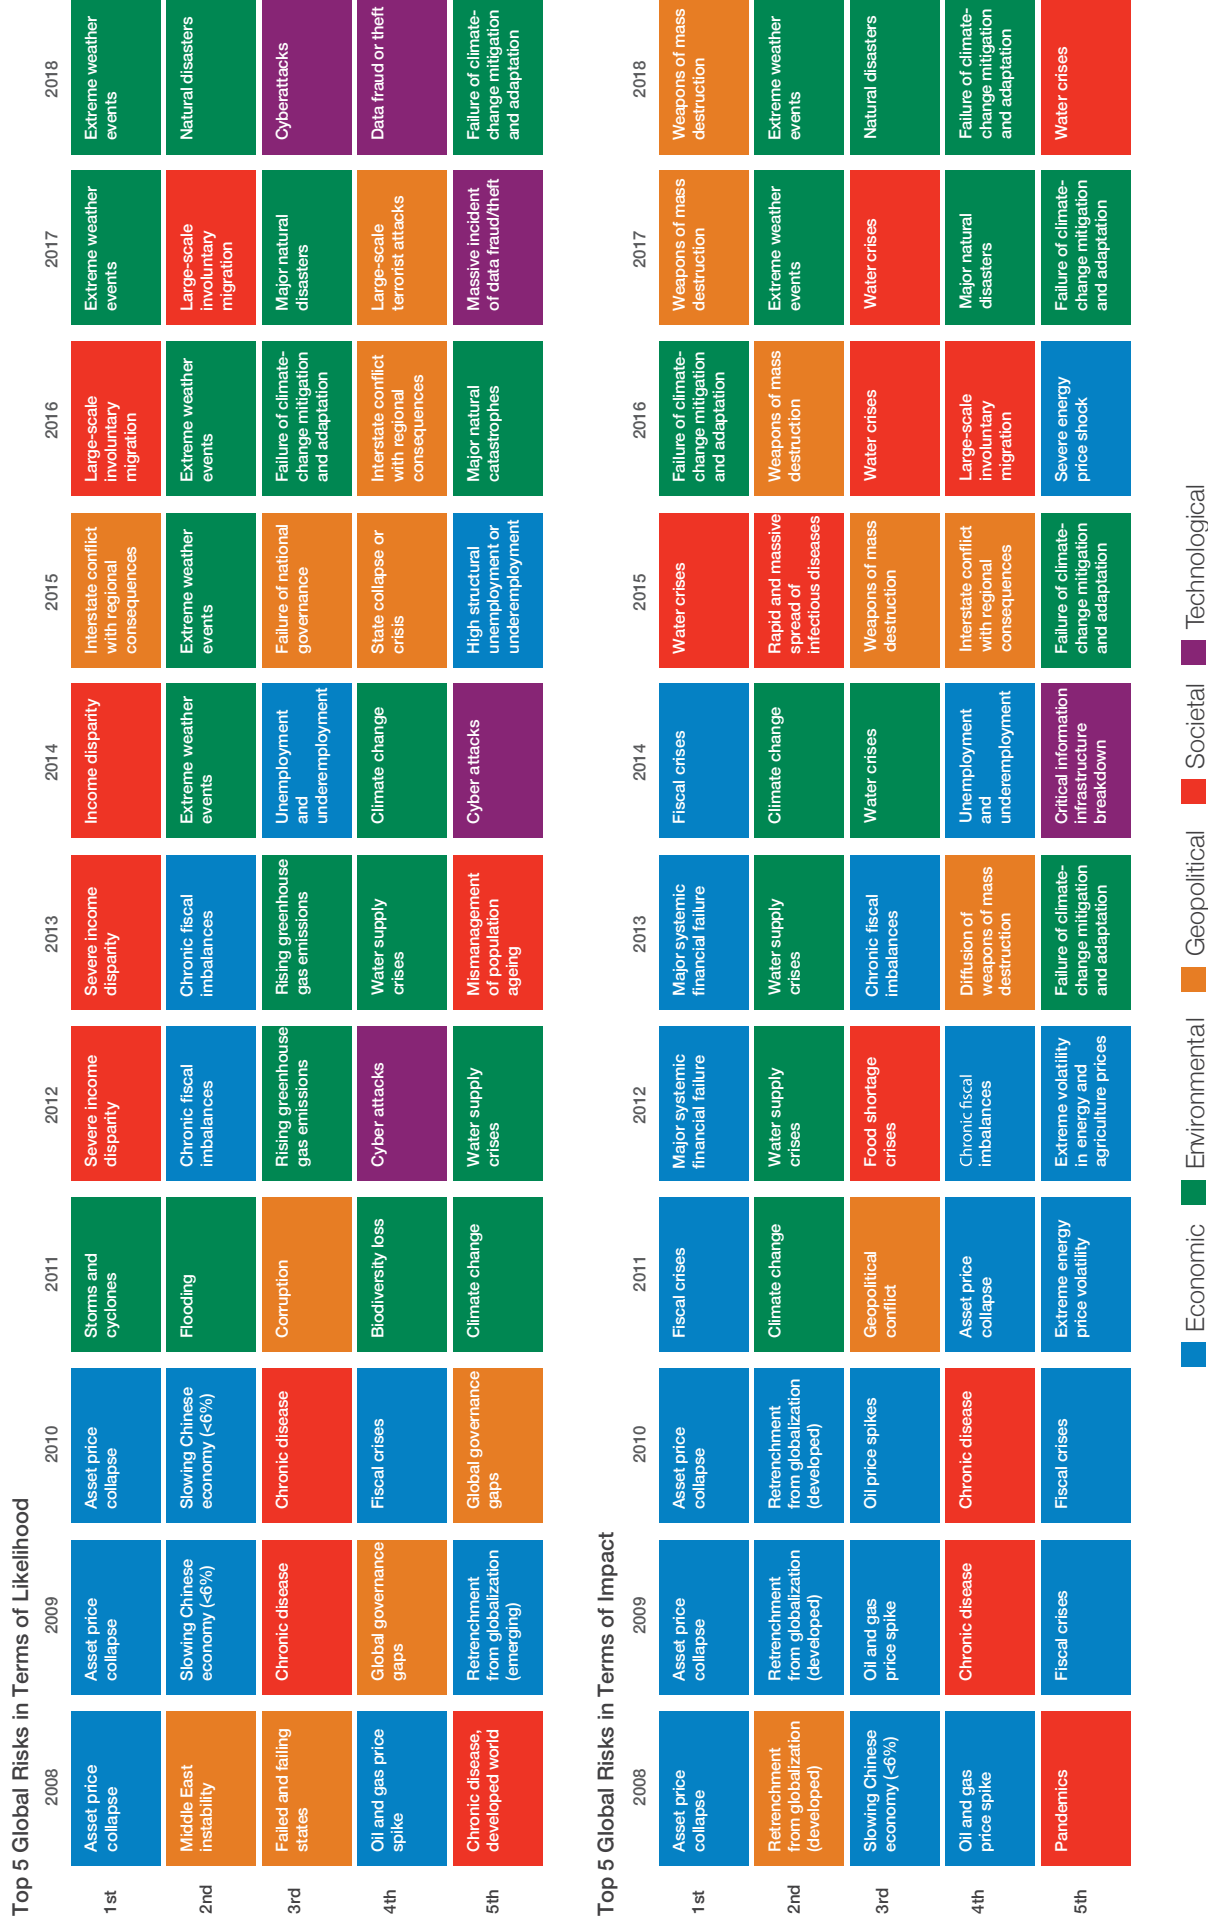 Top 5 Global Risks in Terms of Likelihood
2008
2009
2010
2011
2012
2013
2014
2015
2016
2017
2018
1st
Asset price
collapse
Asset price
collapse
Asset price
collapse
Storms and
cyclones
Severe income
disparity
Severe income
disparity
Income disparity
Interstate conflict
with regional
consequences
Large-scale
involuntary
migration
Extreme weather
events
Extreme weather
events
2nd
Middle East
instability
Slowing Chinese
economy (<6%)
Slowing Chinese
economy (<6%)
Flooding
Chronic fiscal
imbalances
Chronic fiscal
imbalances
Extreme weather
events
Extreme weather
events
Extreme weather
events
Large-scale
involuntary
migration
Natural disasters
3rd
Failed and failing
states
Chronic disease
Chronic disease
Corruption
Rising greenhouse
gas emissions
Rising greenhouse
gas emissions
Unemployment
and
underemployment
Failure of national
governance
Failure of climate-
change mitigation
and adaptation
Major natural
disasters
Cyberattacks
4th
Oil and gas price
spike
Global governance
gaps
Fiscal crises
Biodiversity loss
Cyber attacks
Water supply
crises
Climate change
State collapse or
crisis
Interstate conflict
with regional
consequences
Large-scale
terrorist attacks
Data fraud or theft
5th
Chronic disease,
developed world
Retrenchment
from globalization
(emerging)
Global governance
gaps
Climate change
Water supply
crises
Mismanagement
of population
ageing
Cyber attacks
High structural
unemployment or
underemployment
Major natural
catastrophes
Massive incident
of data fraud/theft
Failure of climate-
change mitigation
and adaptation
Top 5 Global Risks in Terms of Impact
2008
2009
2010
2011
2012
2013
2014
2015
2016
2017
2018
1st
Asset price
collapse
Asset price
collapse
Asset price
collapse
Fiscal crises
Major systemic
financial failure
Major systemic
financial failure
Fiscal crises
Water crises
Failure of climate-
change mitigation
and adaptation
Weapons of mass
destruction
Weapons of mass
destruction
2nd
Retrenchment
from globalization
(developed)
Retrenchment
from globalization
(developed)
Retrenchment
from globalization
(developed)
Climate change
Water supply
crises
Water supply
crises
Climate change
Rapid and massive
spread of
infectious diseases
Weapons of mass
destruction
Extreme weather
events
Extreme weather
events
3rd
Slowing Chinese
economy (<6%)
Oil and gas
price spike
Oil price spikes
Geopolitical
conflict
Food shortage
crises
Chronic fiscal
imbalances
Water crises
Weapons of mass
destruction
Water crises
Water crises
Natural disasters
4th
Oil and gas
price spike
Chronic disease
Chronic disease
Asset price
collapse
Chronic fiscal
imbalances
Diffusion of
weapons of mass
destruction
Unemployment
and
underemployment
Interstate conflict
with regional
consequences
Large-scale
involuntary
migration
Major natural
disasters
Failure of climate-
change mitigation
and adaptation
5th
Pandemics
Fiscal crises
Fiscal crises
Extreme energy
price volatility
Extreme volatility
in energy and
agriculture prices
Failure of climate-
change mitigation
and adaptation
Critical information
infrastructure
breakdown
Failure of climate-
change mitigation
and adaptation
Severe energy
price shock
Failure of climate-
change mitigation
and adaptation
Water crises
Economic
Environmental
Geopolitical
Societal
Technological